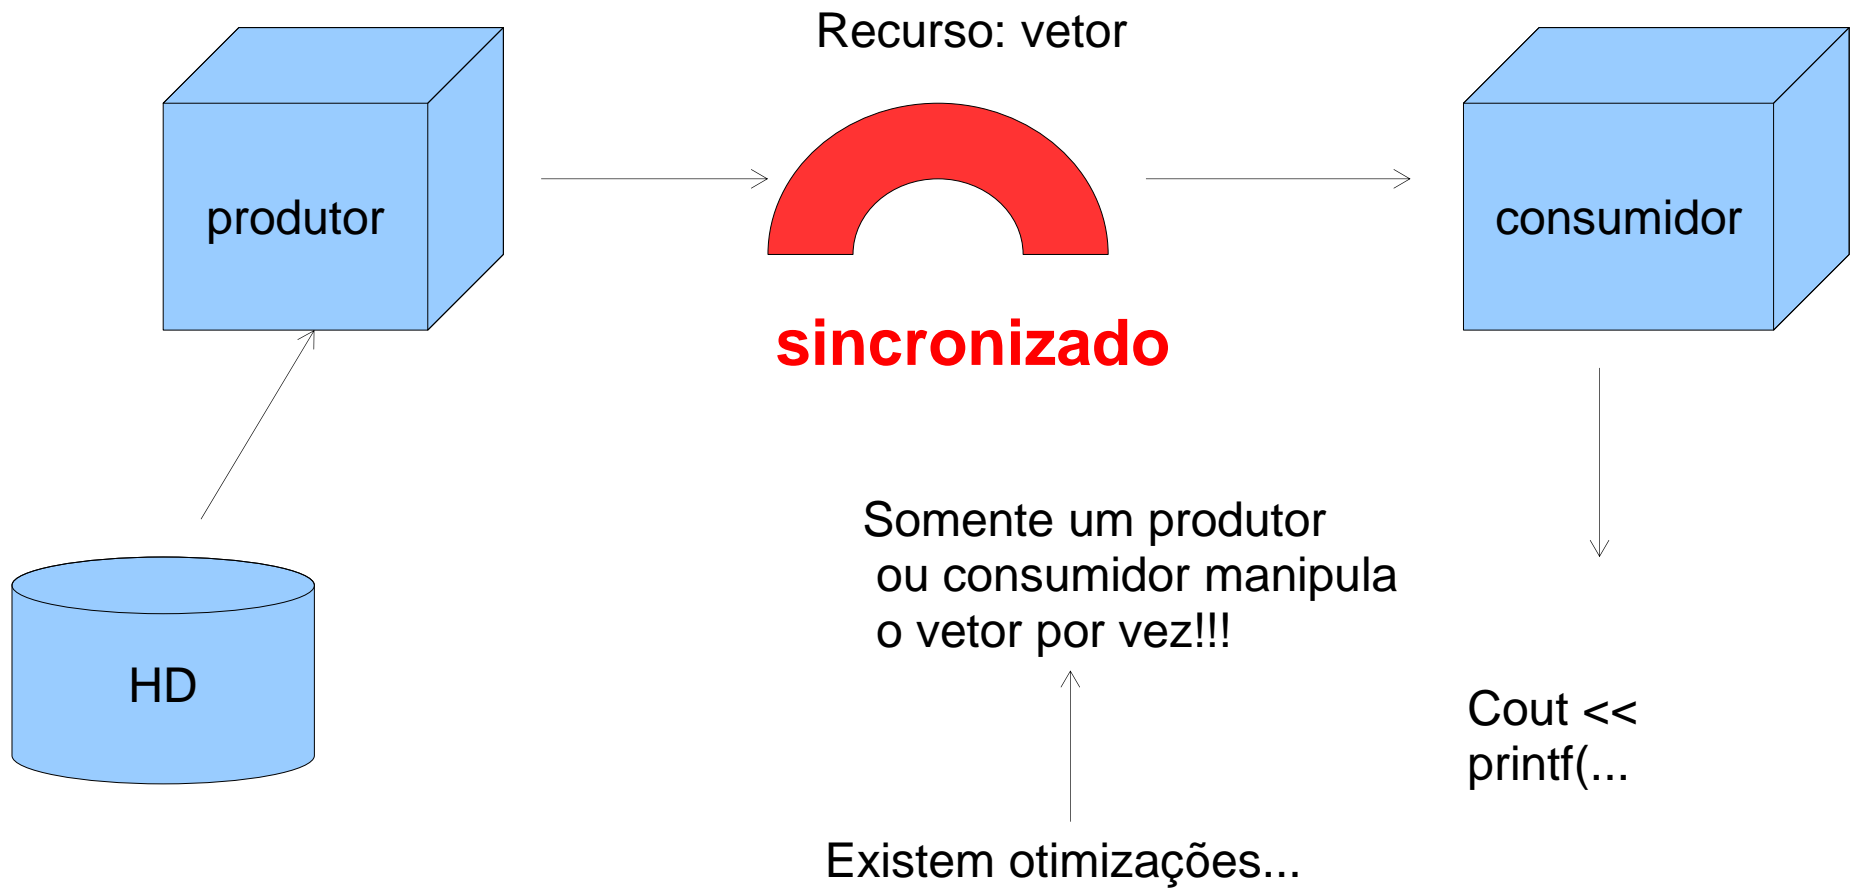 Recurso: vetor
produtor
consumidor
sincronizado
Somente um produtor
ou consumidor manipula
o vetor por vez!!!
HD
Cout <<
printf(...
Existem otimizações...